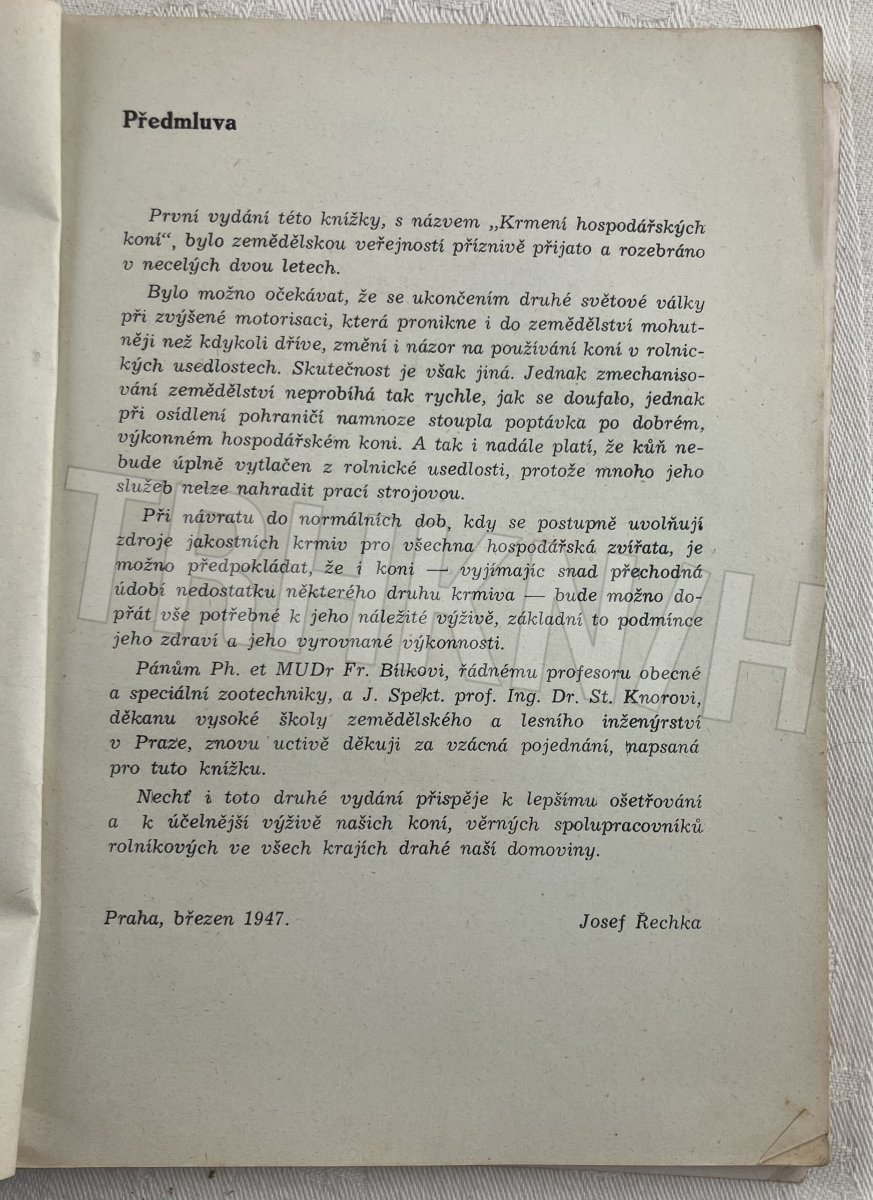 Předmluva
První vydání této knížky, s názvem „Krmení hospodářských
koní“, bylo zemědělskou veřejností příznivě přijato a rozebráno
v necelých dvou letech.
Bylo možno očekávat, že se ukončením druhé světové války
při zvýšené motorisaci, která pronikne i do zemědělství mohut-
něji než kdykoli dříve, změní i názor na používání koní v rolnic-
kých usedlostech. Skutečnost je však jiná. Jednak zmechaniso-
vání zemědělství neprobíhá tak rychle, jak se doufalo, jednak
při osídlení pohraničí namnoze stoupla poptávka po dobrém,
výkonném hospodářském koni. A tak i nadále platí, že kůň ne-
bude úplně vytlačen z rolnické usedlosti, protože mnoho jeho
služeb nelze nahradit prací strojovou.
Při návratu do normálních dob, kdy se postupně uvolňují
zdroje jakostních krmiv pro všechna hospodářská zvířata, je
možno předpokládat, že i koni — vyjímajíc snad přechodná
údobí nedostatku některého druhu krmiva — bude možno do-
přát vše potřebné k jeho náležité výživě, základní to podmínce
jeho zdraví a jeho vyrovnané výkonnosti.
Pánům Ph. et MUDr Fr. Bílkovi, řádnému profesoru obecné
a speciální zootechniky, a J. Spekt. prof. Ing. Dr. St. Knorovi,
děkanu vysoké školy zemědělského a lesního inženýrství
v Praze, znovu uctivě děkuji za vzácná pojednání, napsaná
pro tuto knížku.
Nechť i toto druhé vydání přispěje k lepšímu ošetřování
a k účelnější výživě našich koní, věrných spolupracovníků
rolníkových ve všech krajích drahé naší domoviny.
Praha, březen 1947. Josef Řechka